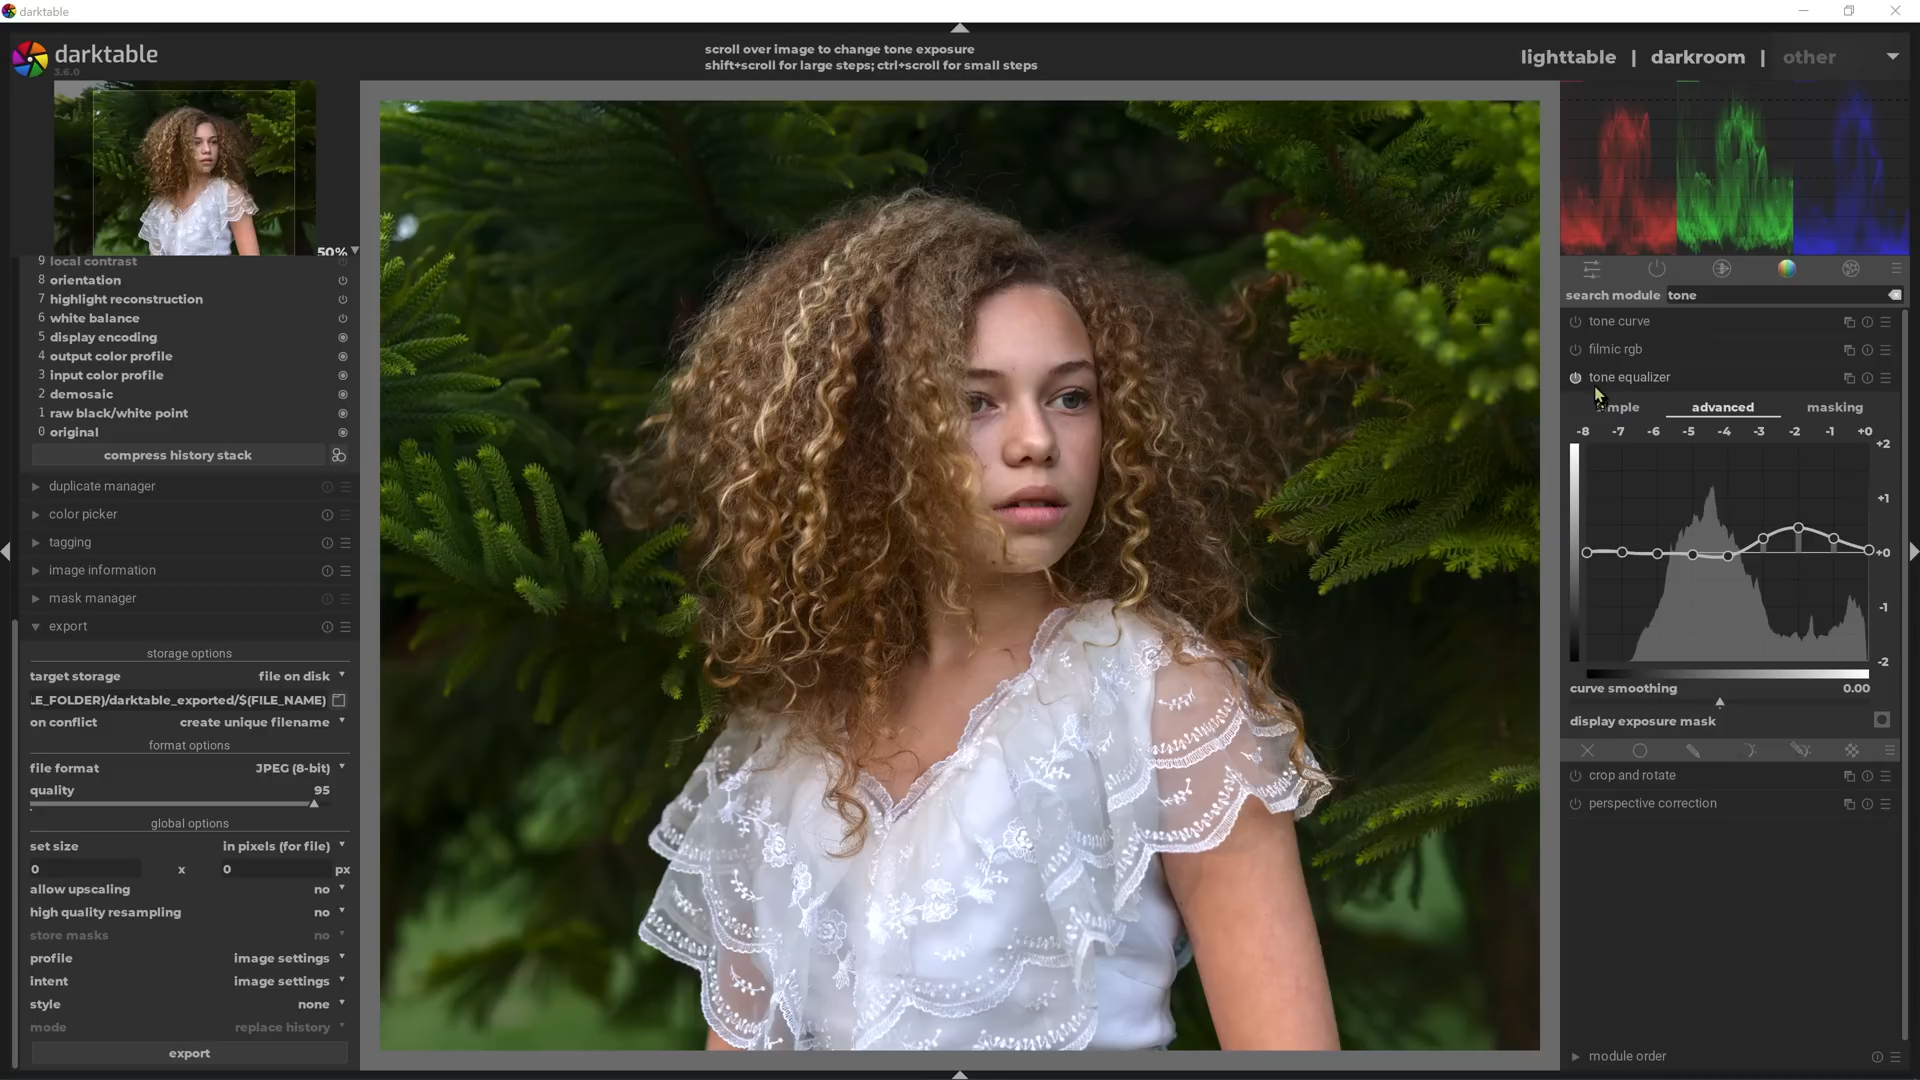 darktable
darktable
3.6.0
scroll over image to change tone exposure
shift+scroll for large steps; ctrl+scroll for small steps
lighttable | darkroom | other
50%
9 local contrast
8 orientation
7 highlight reconstruction
6 white balance
5 display encoding
4 output color profile
3 input color profile
2 demosaic
1 raw black/white point
0 original
compress history stack
duplicate manager
color picker
tagging
image information
mask manager
export
storage options
target storage file on disk
LE_FOLDER)/darktable_exported/$(FILE_NAME)
on conflict create unique filename
format options
file format JPEG (8-bit)
quality 95
global options
set size in pixels (for file)
0 x 0 px
allow upscaling no
high quality resampling no
store masks no
profile image settings
intent image settings
style none
mode replace history
export
search module tone
tone curve
filmic rgb
tone equalizer
mple advanced masking
-8 -7 -6 -5 -4 -3 -2 -1 +0
+2
+1
+0
-1
-2
curve smoothing 0.00
display exposure mask
crop and rotate
perspective correction
module order